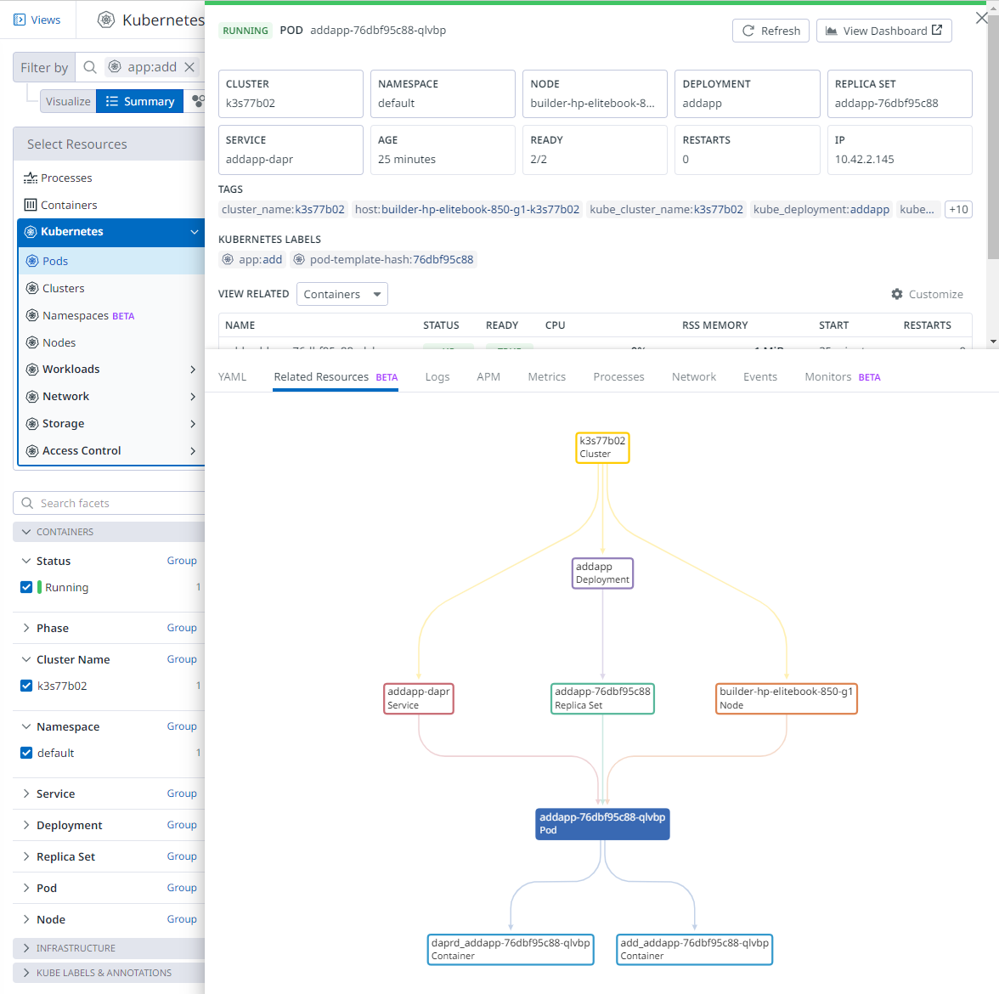 Views
Kubernetes
Filter by
app:add
Visualize
Summary
Select Resources
Processes
Containers
Kubernetes
Pods
Clusters
Namespaces BETA
Nodes
Workloads
Network
Storage
Access Control
Search facets
CONTAINERS
Status Group
Running 1
Phase Group
Cluster Name Group
k3s77b02 1
Namespace Group
default 1
Service Group
Deployment Group
Replica Set Group
Pod Group
Node Group
INFRASTRUCTURE
KUBE LABELS & ANNOTATIONS
RUNNING POD addapp-76dbf95c88-qlvbp
Refresh
View Dashboard
CLUSTER
k3s77b02
NAMESPACE
default
NODE
builder-hp-elitebook-8...
DEPLOYMENT
addapp
REPLICA SET
addapp-76dbf95c88
SERVICE
addapp-dapr
AGE
25 minutes
READY
2/2
RESTARTS
0
IP
10.42.2.145
TAGS
cluster_name:k3s77b02 host:builder-hp-elitebook-850-g1-k3s77b02 kube_cluster_name:k3s77b02 kube_deployment:addapp kube... +10
KUBERNETES LABELS
app:add pod-template-hash:76dbf95c88
VIEW RELATED Containers Customize
NAME STATUS READY CPU RSS MEMORY START RESTARTS
YAML Related Resources BETA Logs APM Metrics Processes Network Events Monitors BETA
k3s77b02
Cluster
addapp
Deployment
addapp-dapr
Service
addapp-76dbf95c88
Replica Set
builder-hp-elitebook-850-g1
Node
addapp-76dbf95c88-qlvbp
Pod
daprd_addapp-76dbf95c88-qlvbp
Container
add_addapp-76dbf95c88-qlvbp
Container